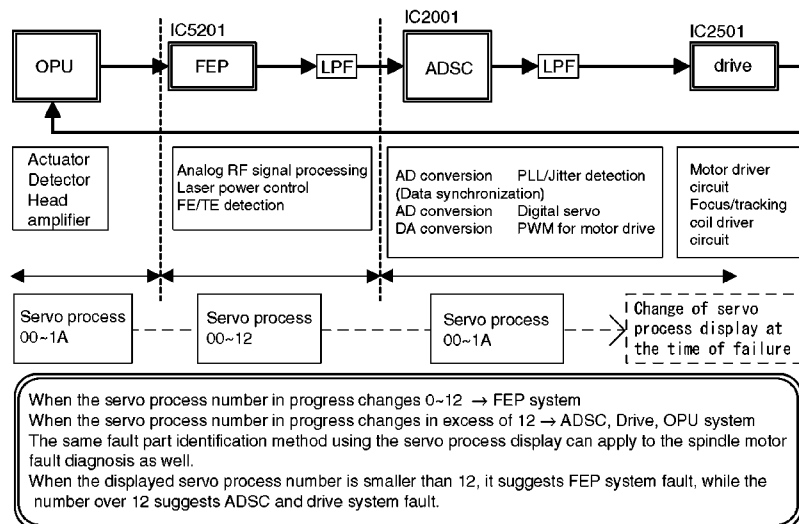 IC5201
IC2001
IC2501
OPU
FEP
LPF
ADSC
LPF
drive
Actuator
Detector
Head
amplifier
Analog RF signal processing
Laser power control
FE/TE detection
AD conversion PLL/Jitter detection
(Data synchronization)
AD conversion Digital servo
DA conversion PWM for motor drive
Motor driver
circuit
Focus/tracking
coil driver
circuit
Servo process
00~1A
Servo process
00~12
Servo process
00~1A
Change of servo
process display at
the time of failure
When the servo process number in progress changes 0~12 → FEP system
When the servo process number in progress changes in excess of 12 → ADSC, Drive, OPU system
The same fault part identification method using the servo process display can apply to the spindle motor
fault diagnosis as well.
When the displayed servo process number is smaller than 12, it suggests FEP system fault, while the
number over 12 suggests ADSC and drive system fault.